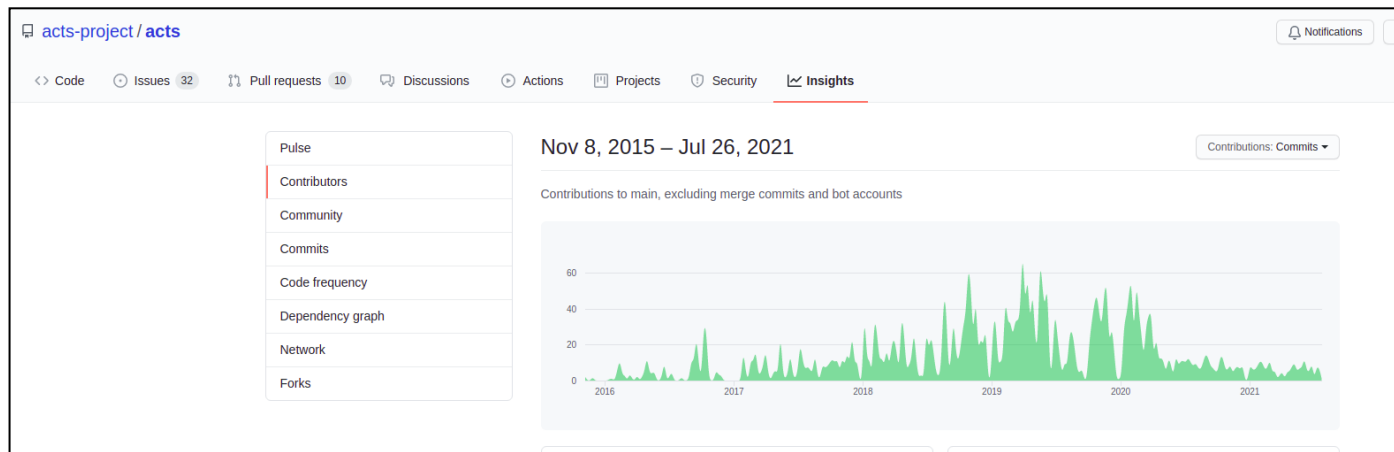 acts-project / acts
Notifications
Code
Issues 32
Pull requests 10
Discussions
Actions
Projects
Security
Insights
Pulse
Contributors
Community
Commits
Code frequency
Dependency graph
Network
Forks
Nov 8, 2015 – Jul 26, 2021
Contributions: Commits
Contributions to main, excluding merge commits and bot accounts
60
40
20
0
2016 2017 2018 2019 2020 2021